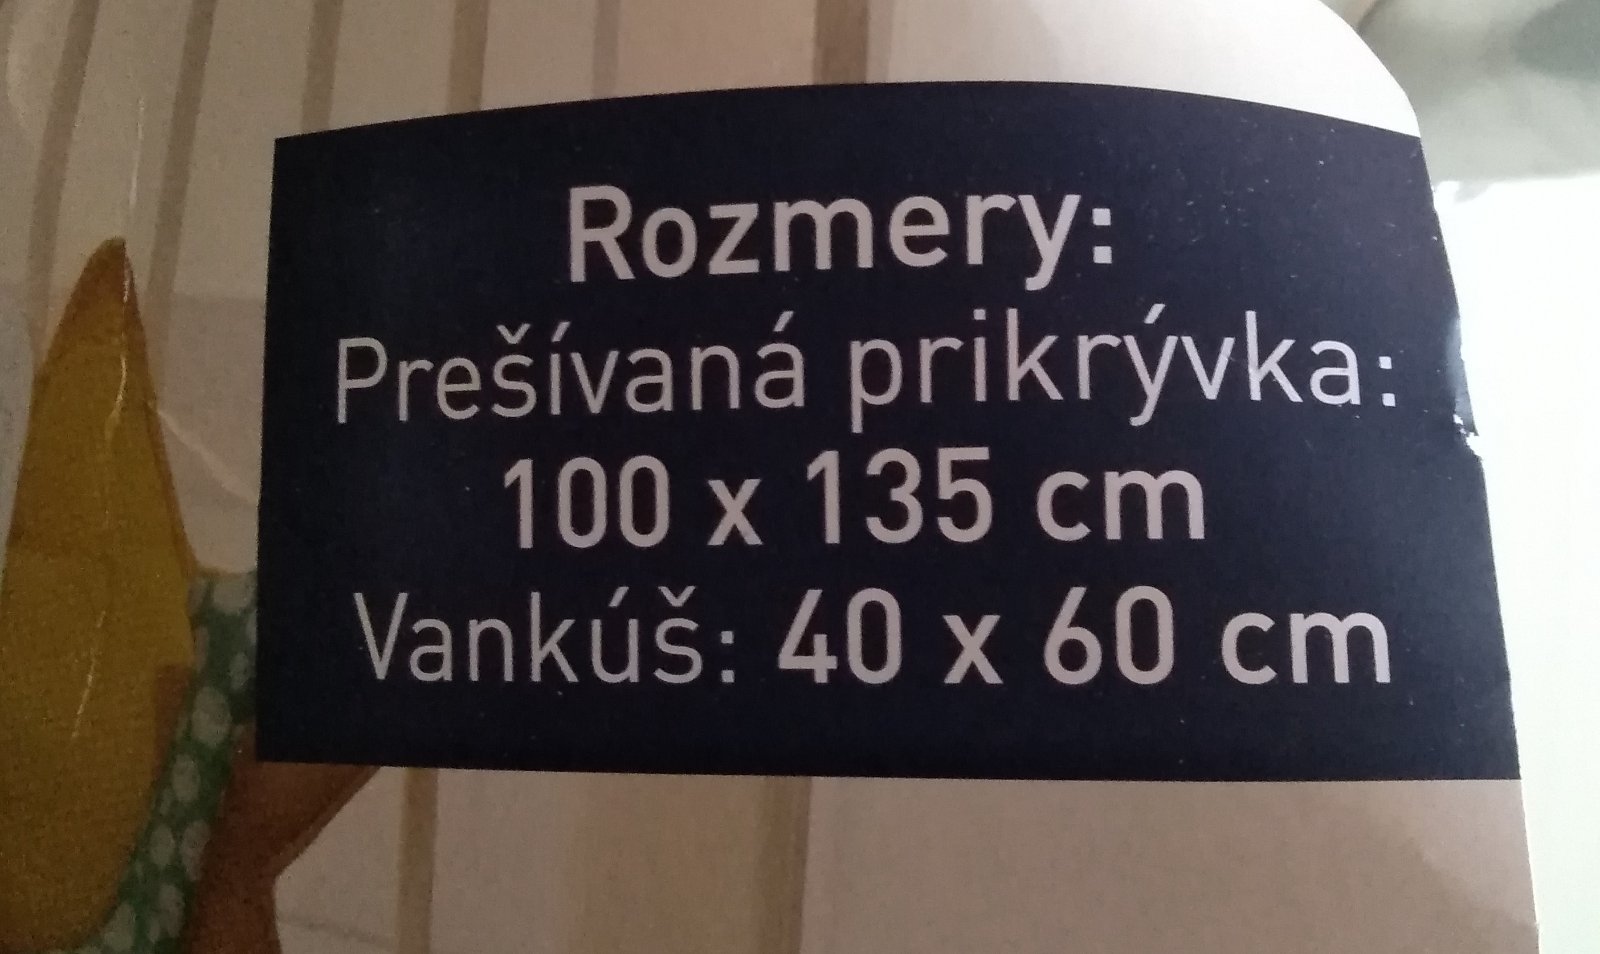 Rozmery:
Prešívaná prikrývka:
100 x 135 cm
Vankúš: 40 x 60 cm